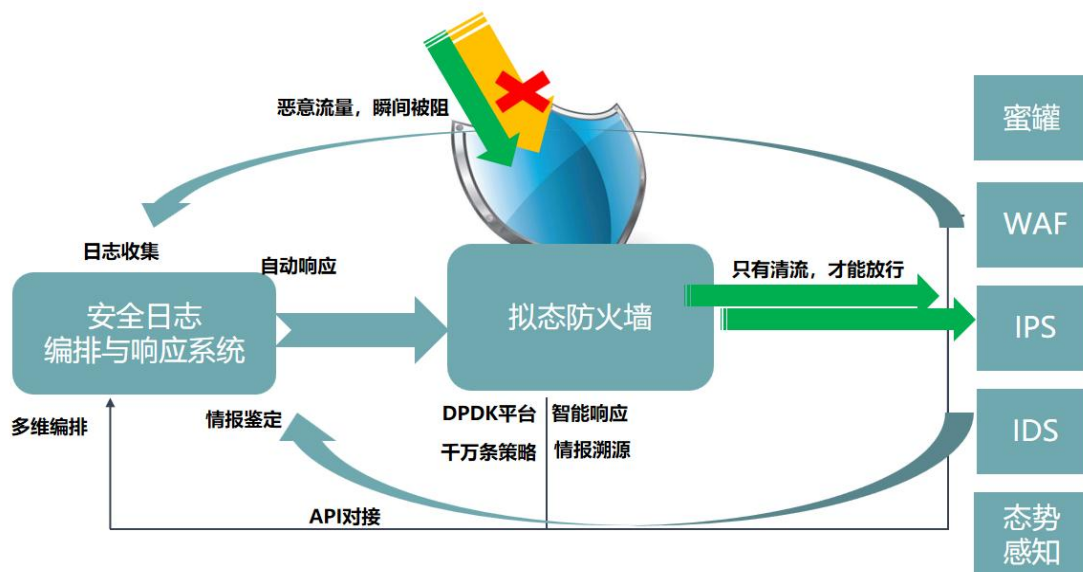 恶意流量，瞬间被阻
蜜罐
WAF
日志收集
自动响应
只有清流，才能放行
安全日志
编排与响应系统
拟态防火墙
IPS
多维编排
情报鉴定
DPDK平台
智能响应
千万条策略
情报溯源
IDS
API对接
态势
感知